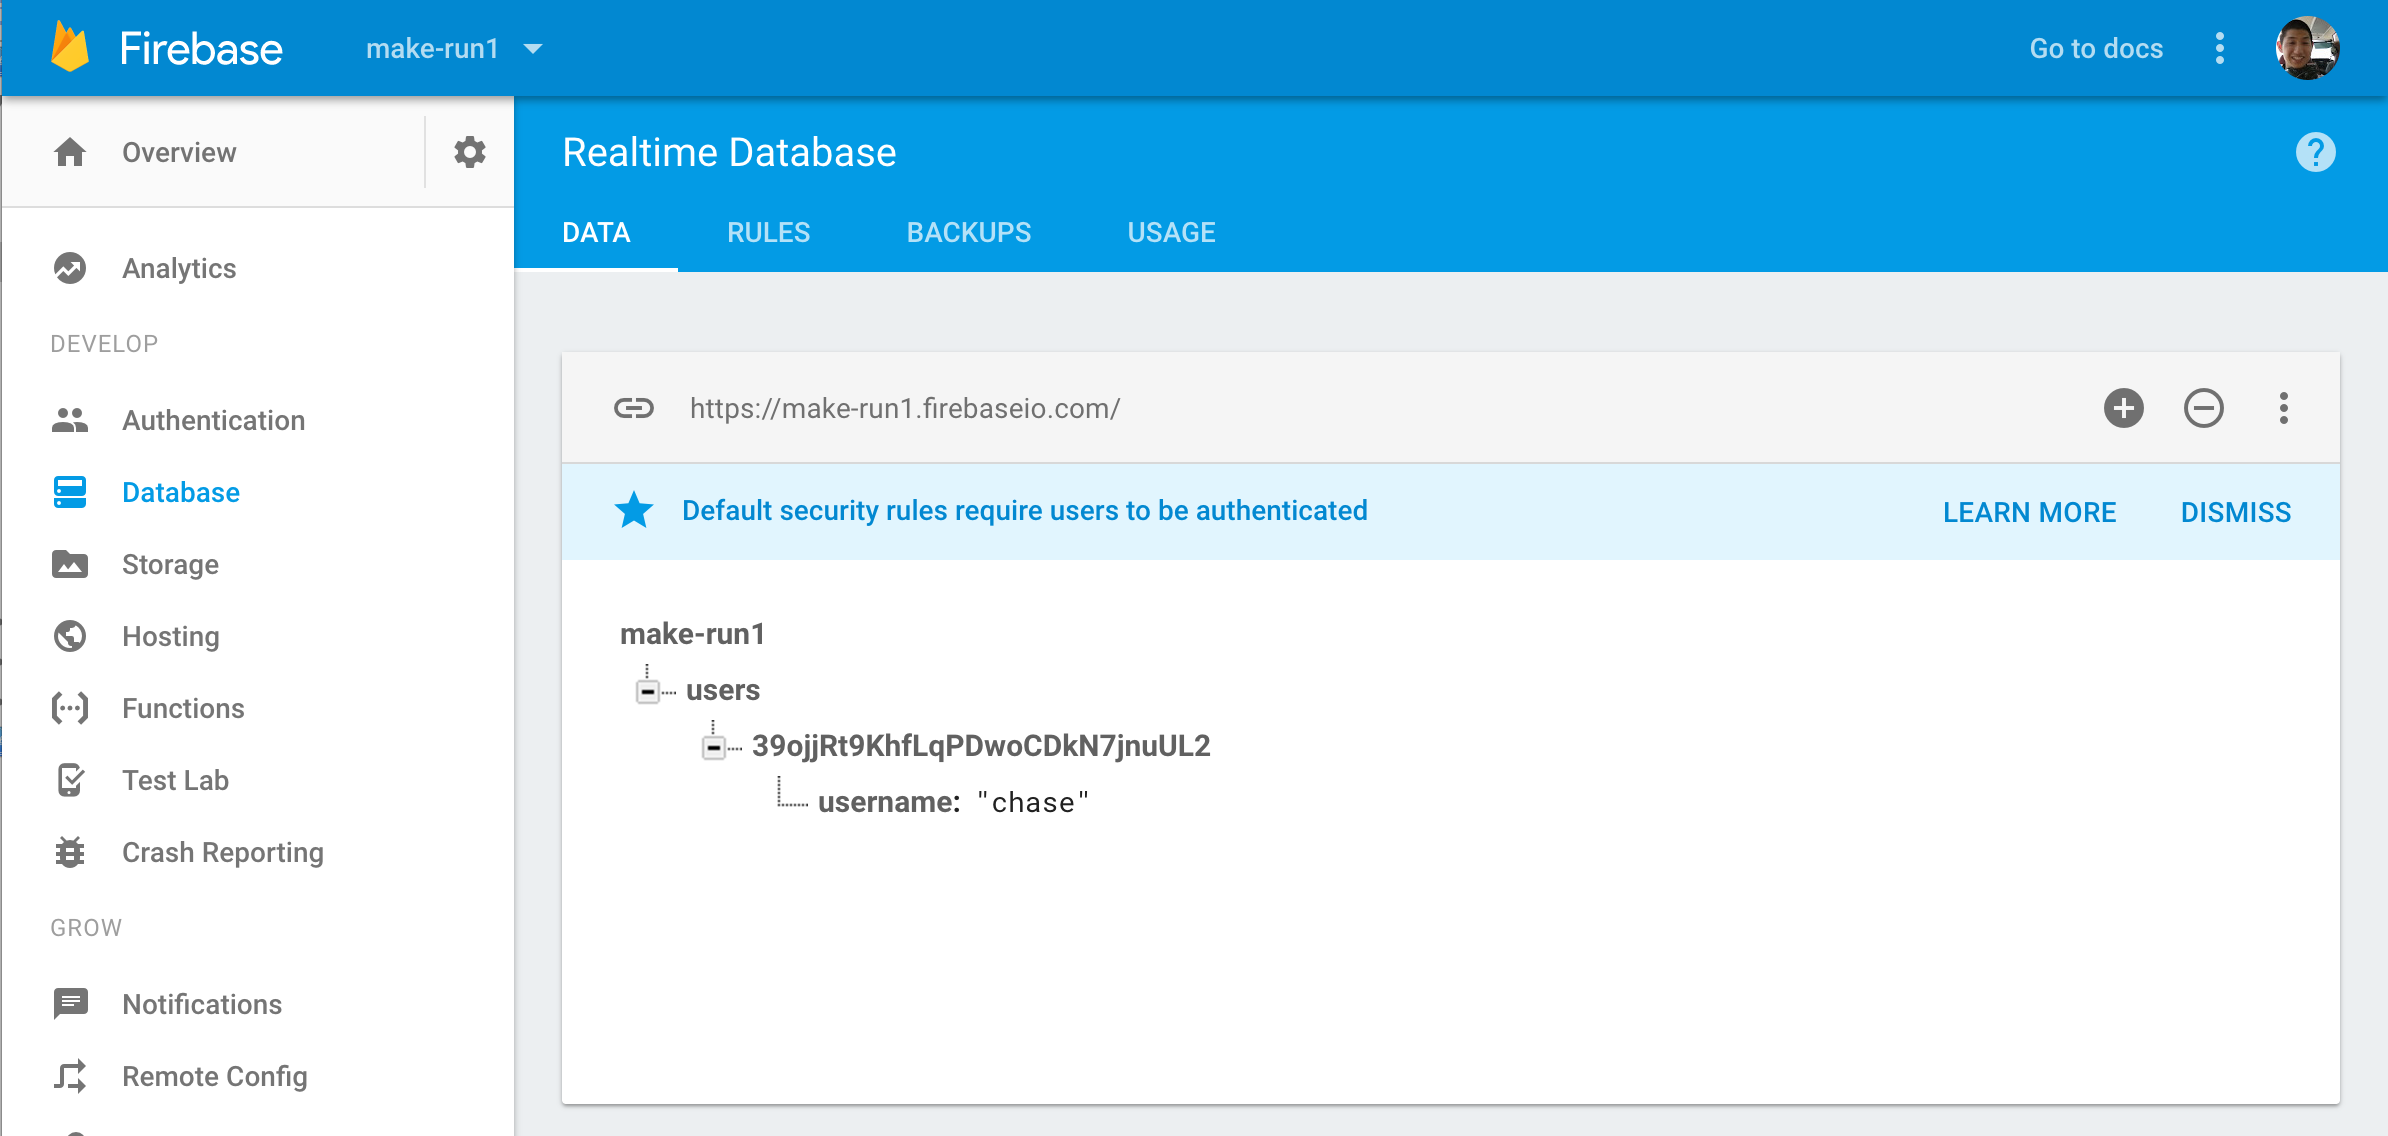 Firebase
make-run1
Go to docs
Overview
Realtime Database
?
DATA
RULES
BACKUPS
USAGE
Analytics
DEVELOP
Authentication
Database
Storage
Hosting
Functions
Test Lab
Crash Reporting
GROW
Notifications
Remote Config
https://make-run1.firebaseio.com/
Default security rules require users to be authenticated
LEARN MORE
DISMISS
make-run1
users
39ojjRt9KhfLqPDwoCDkN7jnuUL2
username: "chase"